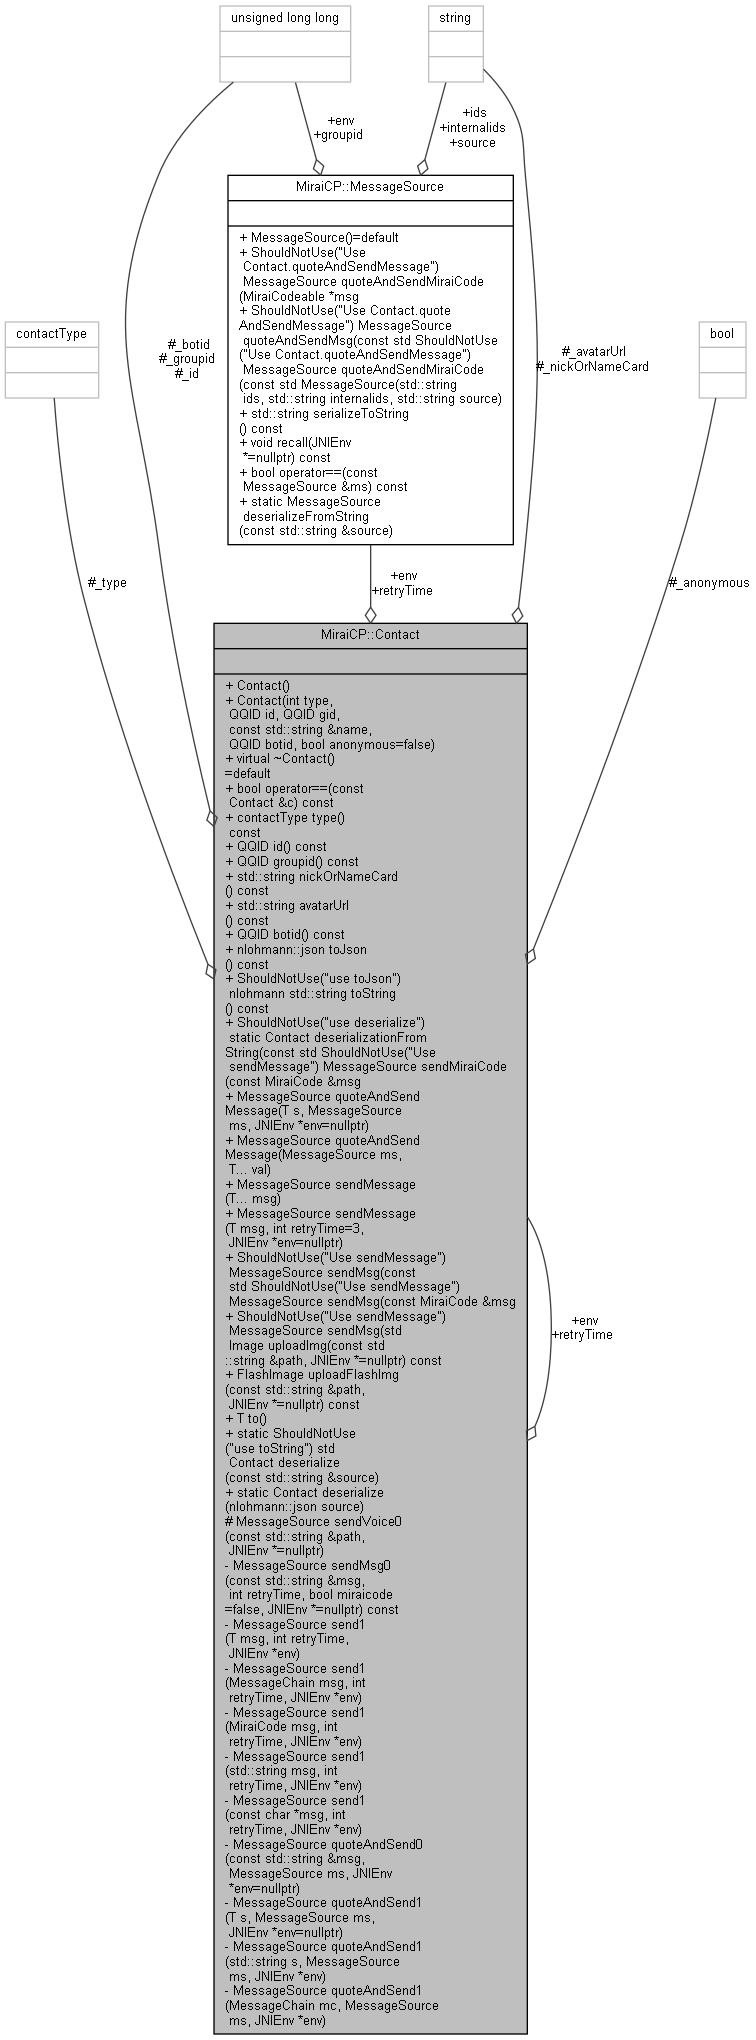 unsigned long long
string
+env
+groupid
+ids
+internalids
+source
MiraiCP::MessageSource
+ MessageSource()=default
+ ShouldNotUse("Use
Contact.quoteAndSendMessage")
MessageSource quoteAndSendMiraiCode
(MiraiCodeable *msg
+ ShouldNotUse("Use Contact.quote
AndSendMessage") MessageSource
quoteAndSendMsg(const std ShouldNotUse
("Use Contact.quoteAndSendMessage")
MessageSource quoteAndSendMiraiCode
(const std MessageSource(std::string
ids, std::string internalids, std::string source)
+ std::string serializeToString
() const
+ void recall(JNIEnv
*=nullptr) const
+ bool operator==(const
MessageSource &ms) const
+ static MessageSource
deserializeFromString
(const std::string &source)
contactType
#_botid
#_groupid
#_id
#_avatarUrl
#_nickOrNameCard
bool
#_type
+env
+retryTime
#_anonymous
MiraiCP::Contact
+ Contact()
+ Contact(int type,
QQID id, QQID gid,
const std::string &name,
QQID botid, bool anonymous=false)
+ virtual ~Contact()
=default
+ bool operator==(const
Contact &c) const
+ contactType type()
const
+ QQID id() const
+ QQID groupid() const
+ std::string nickOrNameCard
() const
+ std::string avatarUrl
() const
+ QQID botid() const
+ nlohmann::json toJson
() const
+ ShouldNotUse("use toJson")
nlohmann std::string toString
() const
+ ShouldNotUse("use deserialize")
static Contact deserializationFrom
String(const std ShouldNotUse("Use
sendMessage") MessageSource sendMiraiCode
(const MiraiCode &msg
+ MessageSource quoteAndSend
Message(T s, MessageSource
ms, JNIEnv *env=nullptr)
+ MessageSource quoteAndSend
Message(MessageSource ms,
T... val)
+ MessageSource sendMessage
(T... msg)
+ MessageSource sendMessage
(T msg, int retryTime=3,
JNIEnv *env=nullptr)
+ ShouldNotUse("Use sendMessage")
MessageSource sendMsg(const
std ShouldNotUse("Use sendMessage")
MessageSource sendMsg(const MiraiCode &msg
+ ShouldNotUse("Use sendMessage")
MessageSource sendMsg(std
Image uploadImg(const std
::string &path, JNIEnv *=nullptr) const
+ FlashImage uploadFlashImg
(const std::string &path,
JNIEnv *=nullptr) const
+ T to()
+ static ShouldNotUse
("use toString") std
Contact deserialize
(const std::string &source)
+ static Contact deserialize
(nlohmann::json source)
# MessageSource sendVoice0
(const std::string &path,
JNIEnv *=nullptr)
- MessageSource sendMsg0
(const std::string &msg,
int retryTime, bool miraicode
=false, JNIEnv *=nullptr) const
- MessageSource send1
(T msg, int retryTime,
JNIEnv *env)
- MessageSource send1
(MessageChain msg, int
retryTime, JNIEnv *env)
- MessageSource send1
(MiraiCode msg, int
retryTime, JNIEnv *env)
- MessageSource send1
(std::string msg, int
retryTime, JNIEnv *env)
- MessageSource send1
(const char *msg, int
retryTime, JNIEnv *env)
- MessageSource quoteAndSend0
(const std::string &msg,
MessageSource ms, JNIEnv
*env=nullptr)
- MessageSource quoteAndSend1
(T s, MessageSource ms,
JNIEnv *env=nullptr)
- MessageSource quoteAndSend1
(std::string s, MessageSource
ms, JNIEnv *env)
- MessageSource quoteAndSend1
(MessageChain mc, MessageSource
ms, JNIEnv *env)
+env
+retryTime